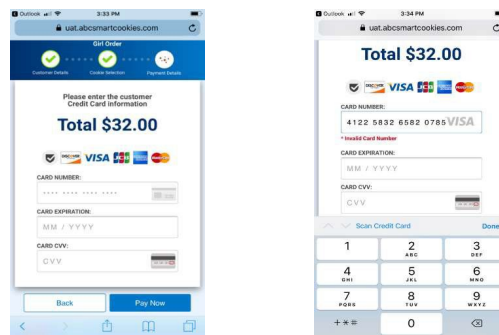 Outlook 3:33 PM
uat.abcsmartcookies.com
Girl Order
Customer Details Cookie Selection Payment Details
Please enter the customer
Credit Card information
Total $32.00
DISCOVER VISA JCB
CARD NUMBER:
•••• •••• •••• ••••
CARD EXPIRATION:
MM / YYYY
CARD CVV:
CVV
Back Pay Now
Outlook 3:34 PM
uat.abcsmartcookies.com
Total $32.00
DISCOVER VISA JCB
CARD NUMBER:
4122 5832 6582 0785 VISA
* Invalid Card Number
CARD EXPIRATION:
MM / YYYY
CARD CVV:
CVV
Scan Credit Card Done
1 2 3
ABC DEF
4 5 6
GHI JKL MNO
7 8 9
PQRS TUV WXYZ
+*# 0